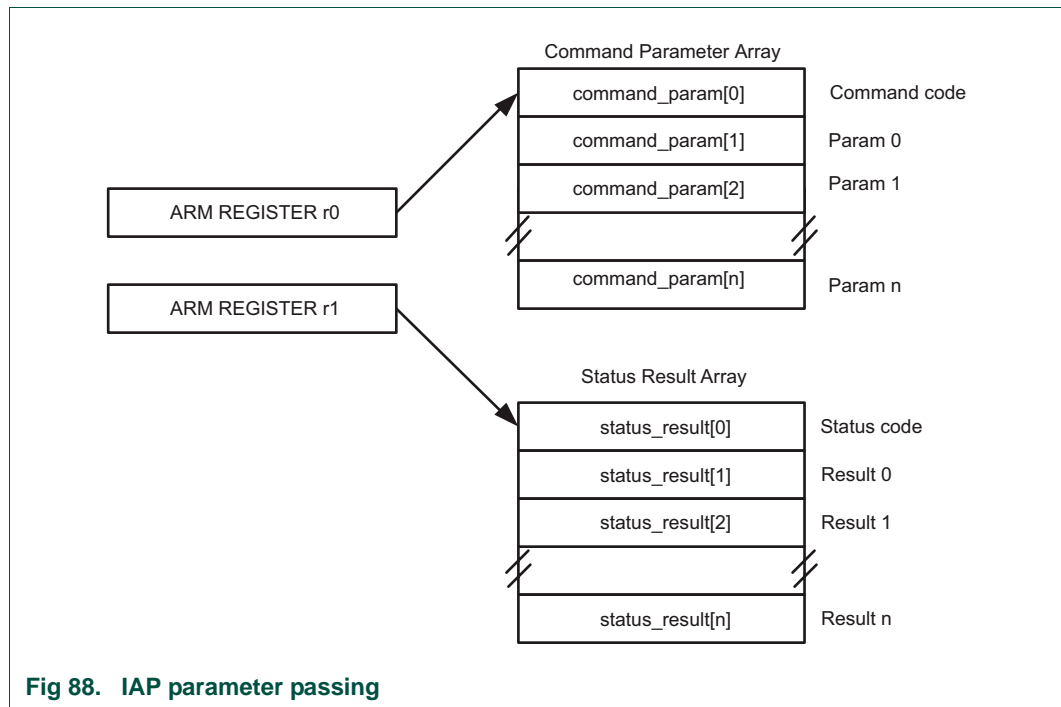 Command Parameter Array
command_param[0] Command code
command_param[1] Param 0
command_param[2] Param 1
ARM REGISTER r0
command_param[n] Param n
ARM REGISTER r1
Status Result Array
status_result[0] Status code
status_result[1] Result 0
status_result[2] Result 1
status_result[n] Result n
Fig 88. IAP parameter passing